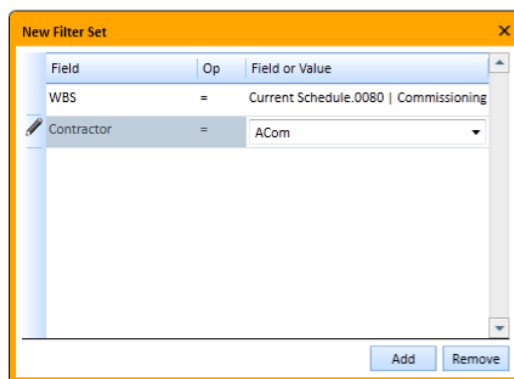 New Filter Set
Field Op Field or Value
WBS = Current Schedule.0080 | Commissioning
Contractor = ACom
Add Remove